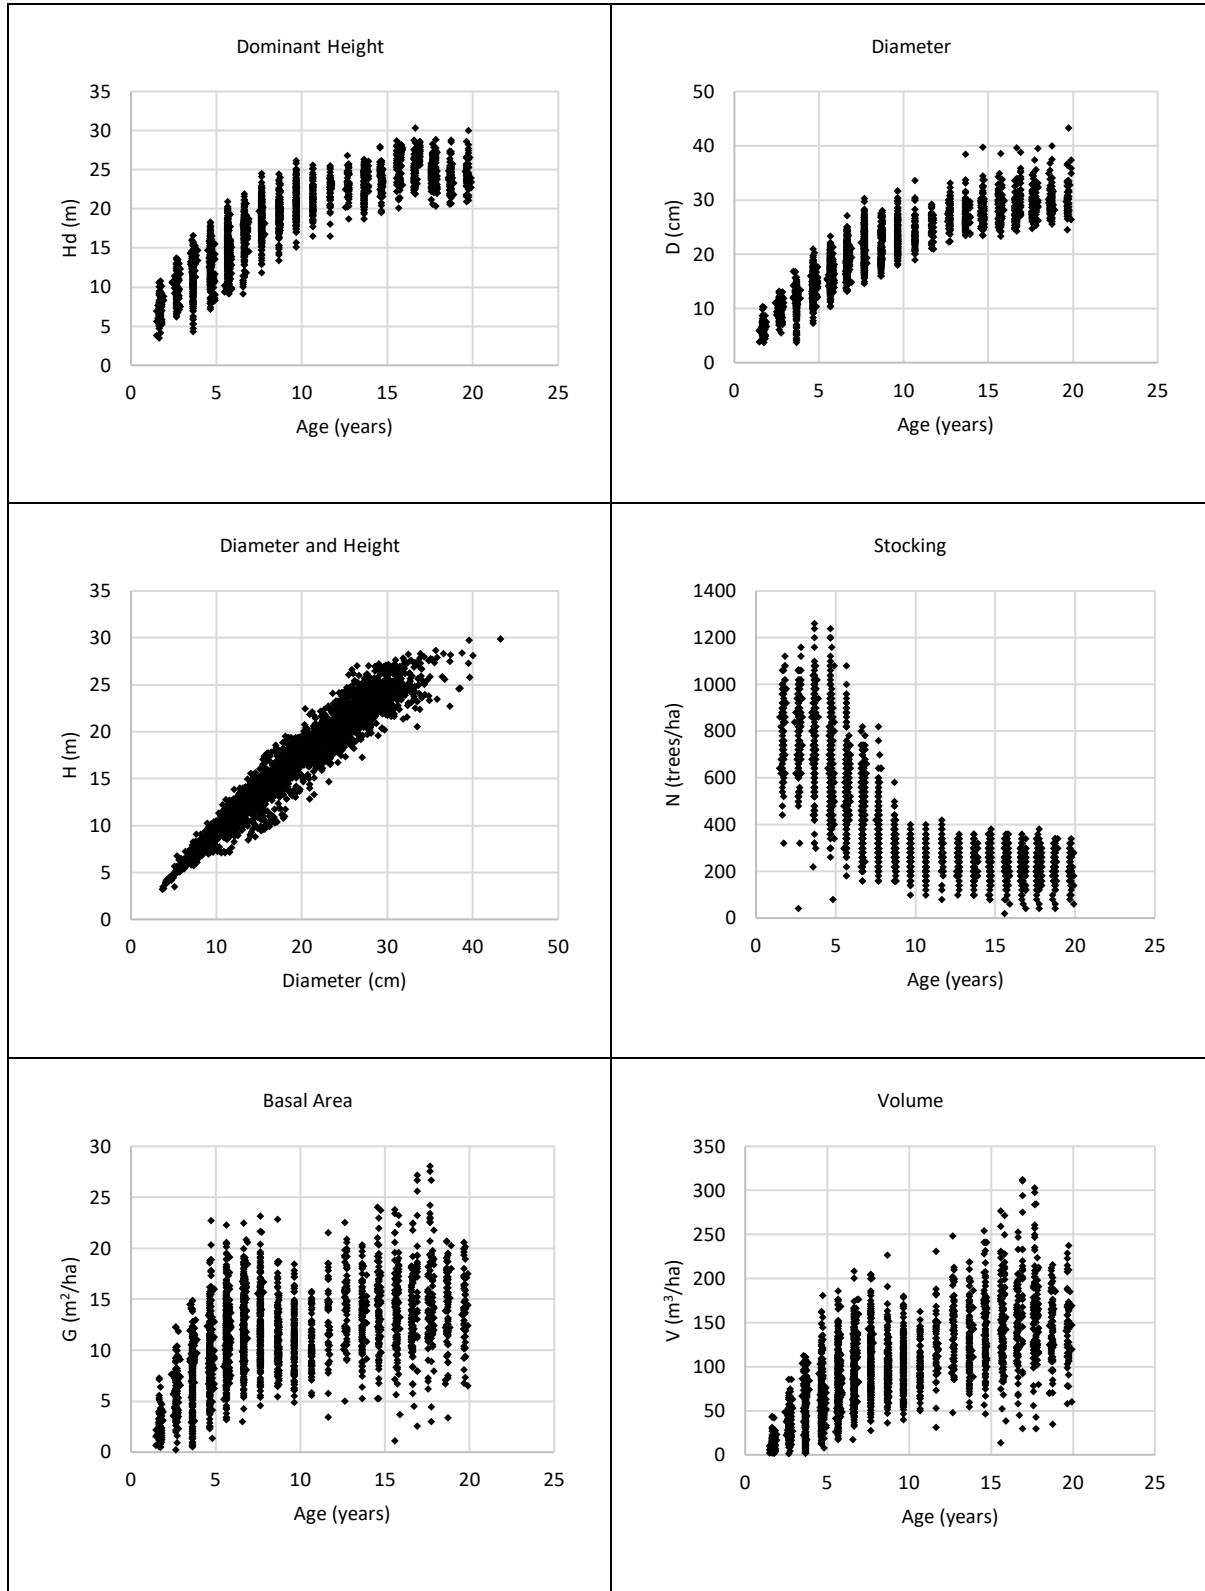 Dominant Height
35
30
25
20
15
10
5
0
Hd (m)
0 5 10 15 20 25
Age (years)
Diameter
50
40
30
20
10
0
D (cm)
0 5 10 15 20 25
Age (years)
Diameter and Height
35
30
25
20
15
10
5
0
H (m)
0 10 20 30 40 50
Diameter (cm)
Stocking
1400
1200
1000
800
600
400
200
0
N (trees/ha)
0 5 10 15 20 25
Age (years)
Basal Area
30
25
20
15
10
5
0
G (m²/ha)
0 5 10 15 20 25
Age (years)
Volume
350
300
250
200
150
100
50
0
V (m³/ha)
0 5 10 15 20 25
Age (years)